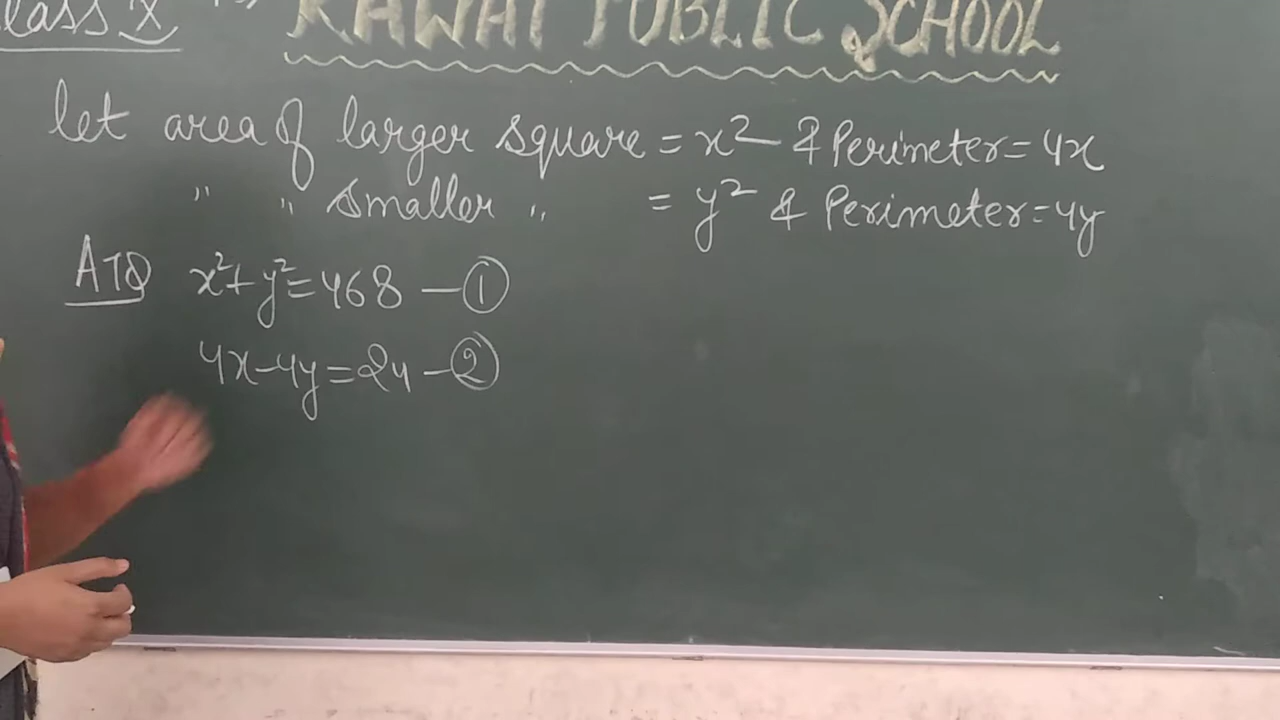 Class X
RAWAT PUBLIC SCHOOL
let area of larger square = x² & Perimeter = 4x
" " smaller " = y² & Perimeter = 4y
ATQ x² + y² = 468 — ①
4x - 4y = 24 — ②